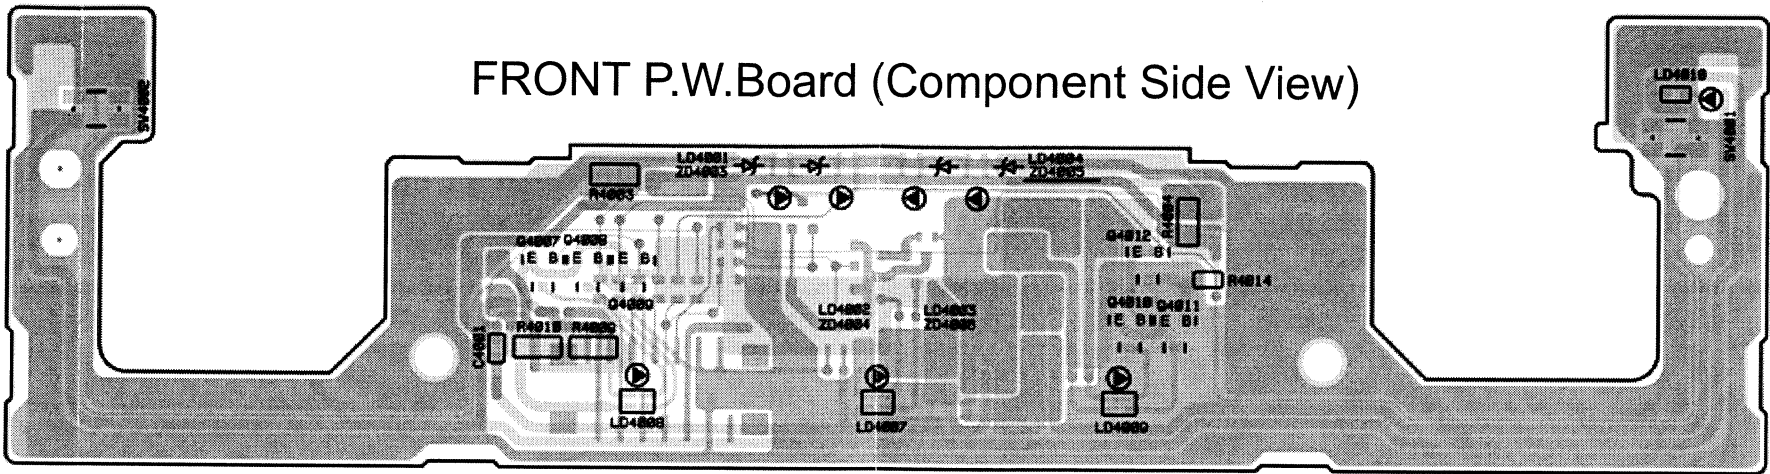 FRONT P.W.Board (Component Side View)
LD4010
SW4002
SW4001
LD4001
ZD4003
LD4004
ZD4005
R4003
R4004
Q4007 Q4008
E B E B E B
Q4009
Q4012
E B
R4014
LD4002
ZD4004
LD4003
ZD4006
Q4010 Q4011
E B E B
C4001
R4010 R4009
LD4008
LD4007
LD4009